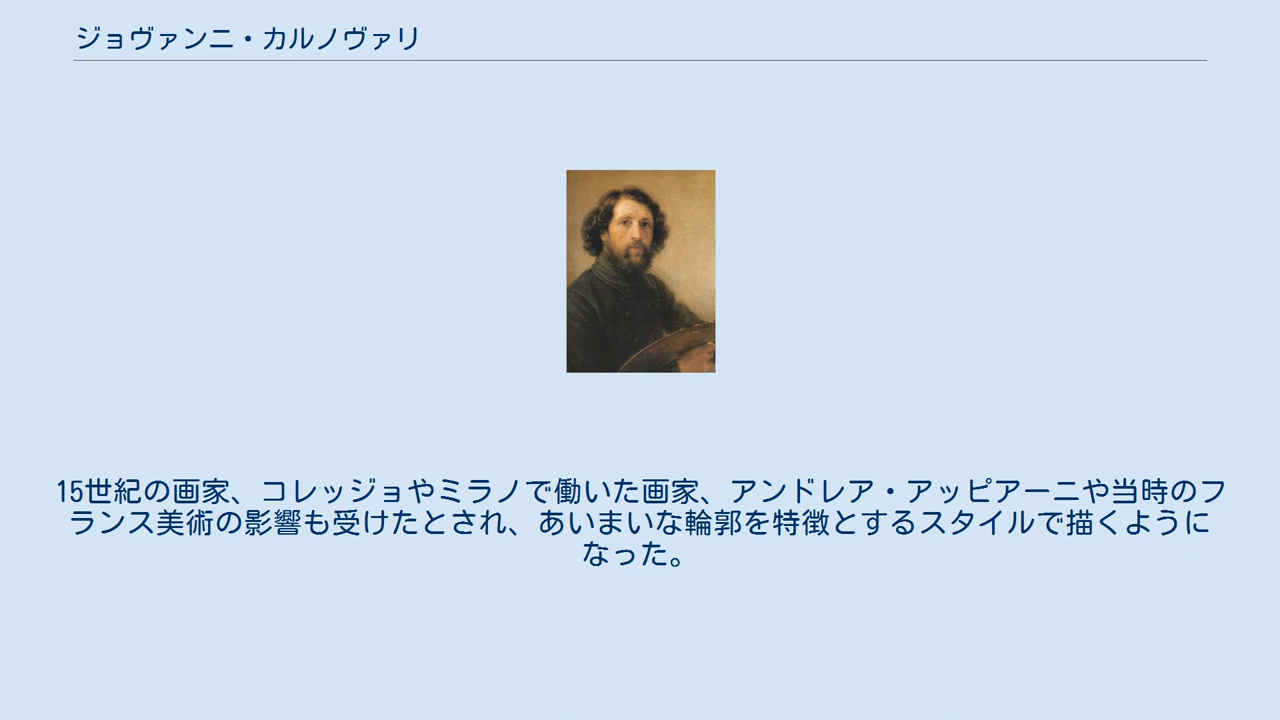 ジョヴァンニ・カルノヴァリ
15世紀の画家、コレッジョやミラノで働いた画家、アンドレア・アッピアーニや当時のフ
ランス美術の影響も受けたとされ、あいまいな輪郭を特徴とするスタイルで描くように
なった。